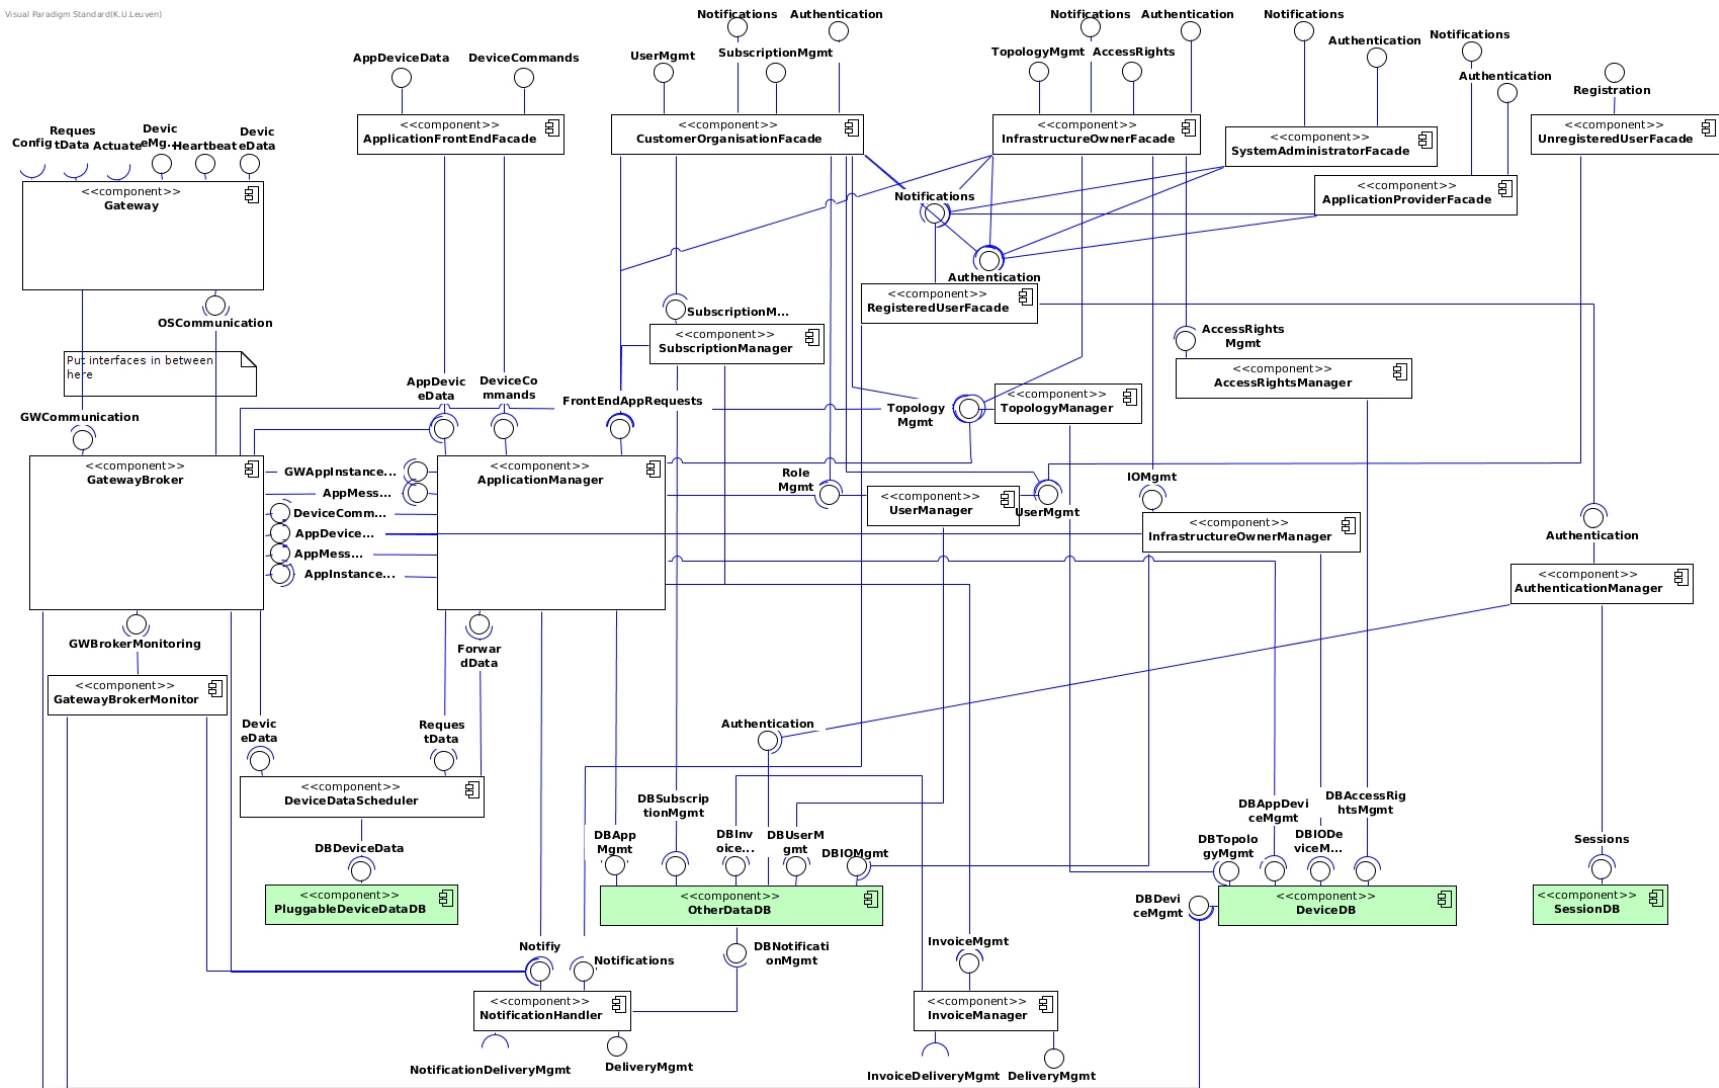 Visual Paradigm Standard(K.U.Leuven)
Notifications
Authentication
Notifications
Authentication
Notifications
Authentication
Notifications
Authentication
AppDeviceData
DeviceCommands
UserMgmt
SubscriptionMgmt
TopologyMgmt
AccessRights
Registration
<<component>>
ApplicationFrontEndFacade
<<component>>
CustomerOrganisationFacade
<<component>>
InfrastructureOwnerFacade
<<component>>
SystemAdministratorFacade
<<component>>
UnregisteredUserFacade
<<component>>
ApplicationProviderFacade
Config
Reques
tData
Actuate
Devic
eMg...
Heartbeat
Devic
eData
<<component>>
Gateway
Notifications
Authentication
<<component>>
RegisteredUserFacade
OSCommunication
Put interfaces in between
here
SubscriptionM...
<<component>>
SubscriptionManager
AccessRights
Mgmt
<<component>>
AccessRightsManager
GWCommunication
AppDevic
eData
DeviceCo
mmands
FrontEndAppRequests
Topology
Mgmt
<<component>>
TopologyManager
<<component>>
GatewayBroker
GWAppInstance...
AppMess...
DeviceComm...
AppDevice...
AppMess...
AppInstance...
<<component>>
ApplicationManager
Role
Mgmt
<<component>>
UserManager
UserMgmt
IOMgmt
<<component>>
InfrastructureOwnerManager
Authentication
<<component>>
AuthenticationManager
GWBrokerMonitoring
<<component>>
GatewayBrokerMonitor
Forwar
dData
Devic
eData
Reques
tData
<<component>>
DeviceDataScheduler
Authentication
DBDeviceData
<<component>>
PluggableDeviceDataDB
DBApp
Mgmt
DBSubscrip
tionMgmt
DBInv
oice...
DBUserM
gmt
DBIOMgmt
<<component>>
OtherDataDB
DBTopolo
gyMgmt
DBAppDevi
ceMgmt
DBIODe
viceM...
DBAccessRig
htsMgmt
DBDevi
ceMgmt
<<component>>
DeviceDB
Sessions
<<component>>
SessionDB
Notifiy
Notifications
DBNotificati
onMgmt
InvoiceMgmt
<<component>>
NotificationHandler
<<component>>
InvoiceManager
NotificationDeliveryMgmt
DeliveryMgmt
InvoiceDeliveryMgmt
DeliveryMgmt